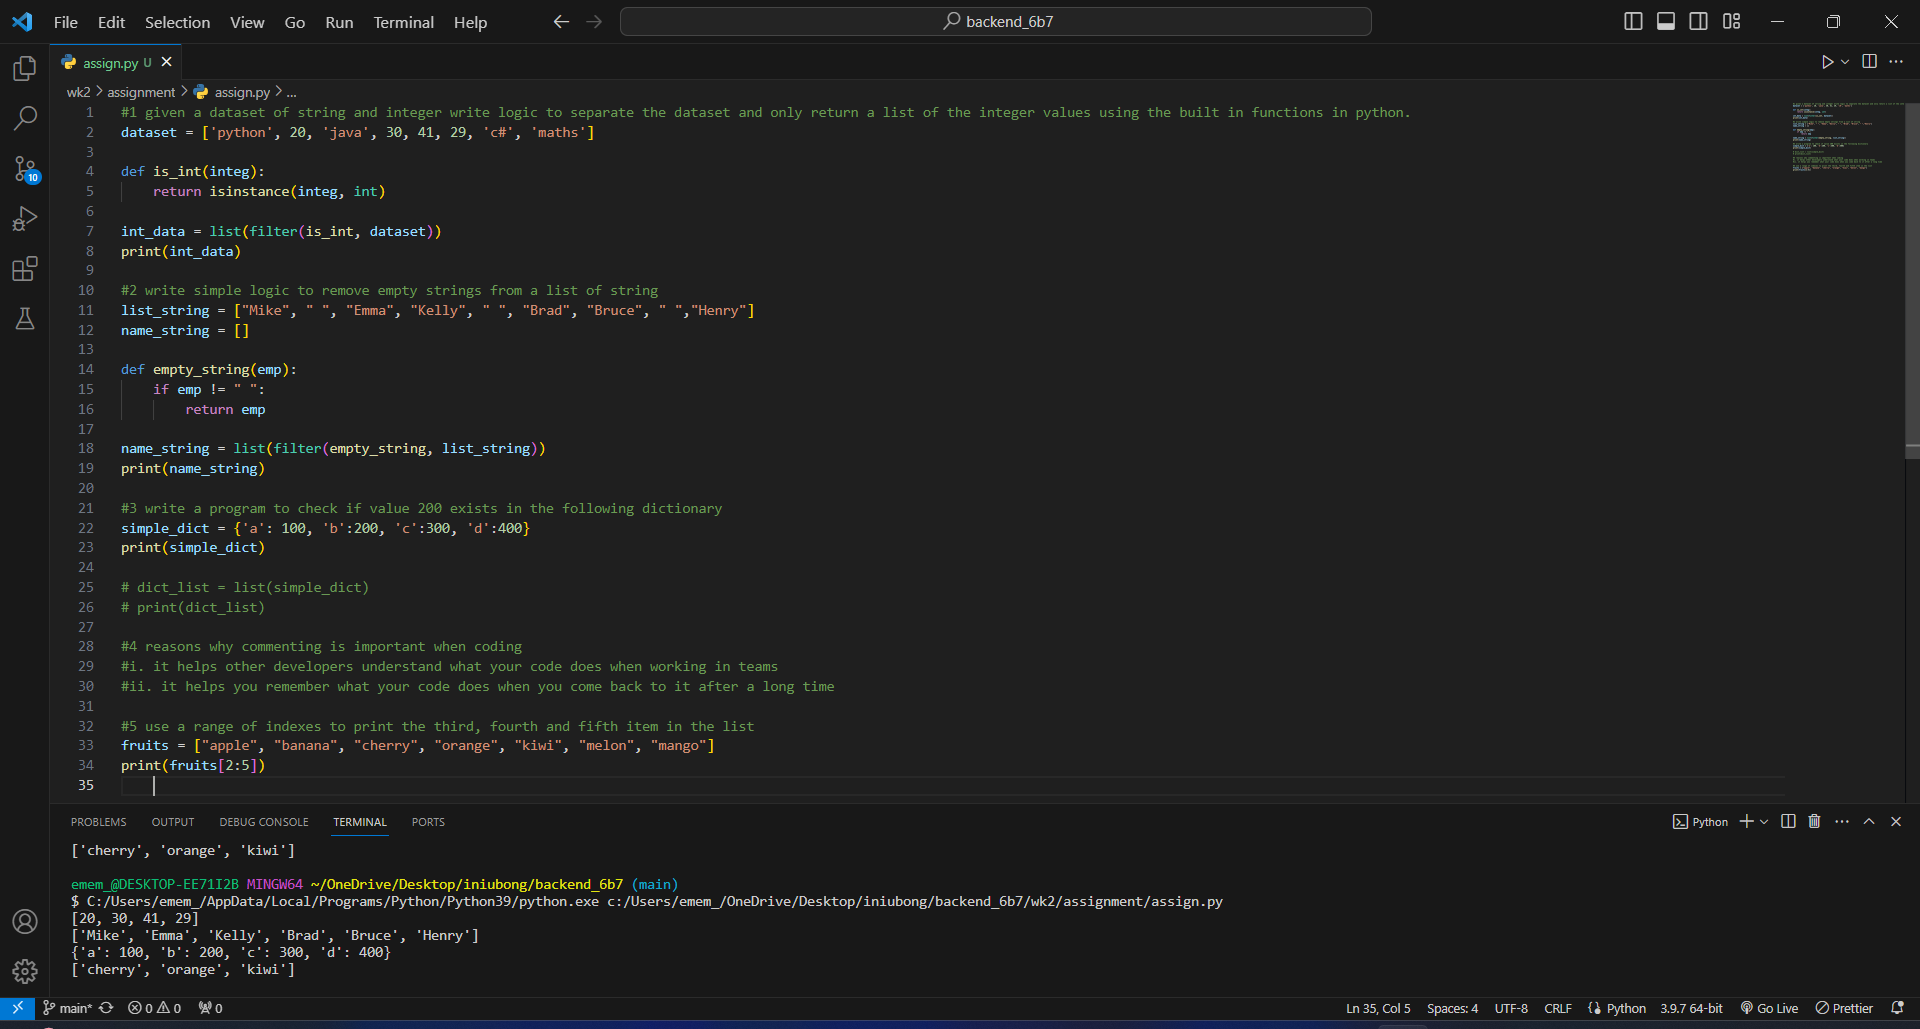 File Edit Selection View Go Run Terminal Help backend_6b7
assign.py U
wk2 > assignment > assign.py > ...
1 #1 given a dataset of string and integer write logic to separate the dataset and only return a list of the integer values using the built in functions in python.
2 dataset = ['python', 20, 'java', 30, 41, 29, 'c#', 'maths']
3
4 def is_int(integ):
5     return isinstance(integ, int)
6
7 int_data = list(filter(is_int, dataset))
8 print(int_data)
9
10 #2 write simple logic to remove empty strings from a list of string
11 list_string = ["Mike", " ", "Emma", "Kelly", " ", "Brad", "Bruce", " ","Henry"]
12 name_string = []
13
14 def empty_string(emp):
15     if emp != " ":
16         return emp
17
18 name_string = list(filter(empty_string, list_string))
19 print(name_string)
20
21 #3 write a program to check if value 200 exists in the following dictionary
22 simple_dict = {'a': 100, 'b':200, 'c':300, 'd':400}
23 print(simple_dict)
24
25 # dict_list = list(simple_dict)
26 # print(dict_list)
27
28 #4 reasons why commenting is important when coding
29 #i. it helps other developers understand what your code does when working in teams
30 #ii. it helps you remember what your code does when you come back to it after a long time
31
32 #5 use a range of indexes to print the third, fourth and fifth item in the list
33 fruits = ["apple", "banana", "cherry", "orange", "kiwi", "melon", "mango"]
34 print(fruits[2:5])
35
10
PROBLEMS OUTPUT DEBUG CONSOLE TERMINAL PORTS Python
['cherry', 'orange', 'kiwi']
emem_@DESKTOP-EE71I2B MINGW64 ~/OneDrive/Desktop/iniubong/backend_6b7 (main)
$ C:/Users/emem_/AppData/Local/Programs/Python/Python39/python.exe c:/Users/emem_/OneDrive/Desktop/iniubong/backend_6b7/wk2/assignment/assign.py
[20, 30, 41, 29]
['Mike', 'Emma', 'Kelly', 'Brad', 'Bruce', 'Henry']
{'a': 100, 'b': 200, 'c': 300, 'd': 400}
['cherry', 'orange', 'kiwi']
main* 0 0 0 Ln 35, Col 5 Spaces: 4 UTF-8 CRLF Python 3.9.7 64-bit Go Live Prettier